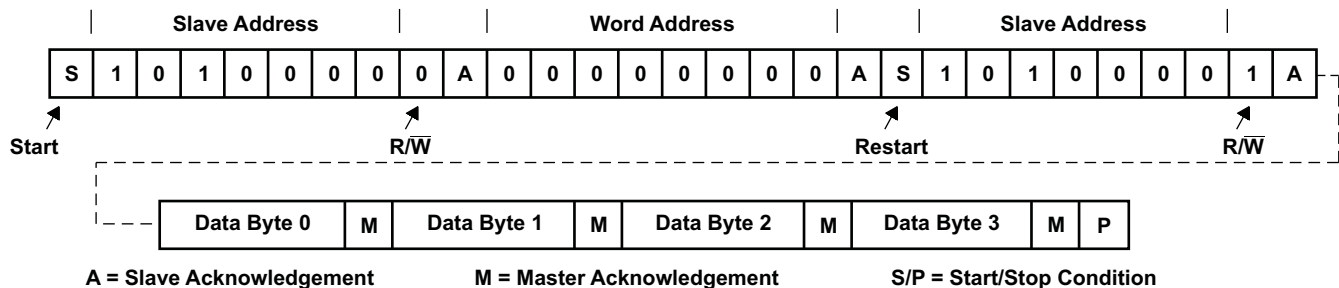 Slave Address Word Address Slave Address
S 1 0 1 0 0 0 0 0 A 0 0 0 0 0 0 0 0 A S 1 0 1 0 0 0 0 1 A
Start R/W̅ Restart R/W̅
Data Byte 0 M Data Byte 1 M Data Byte 2 M Data Byte 3 M P
A = Slave Acknowledgement M = Master Acknowledgement S/P = Start/Stop Condition